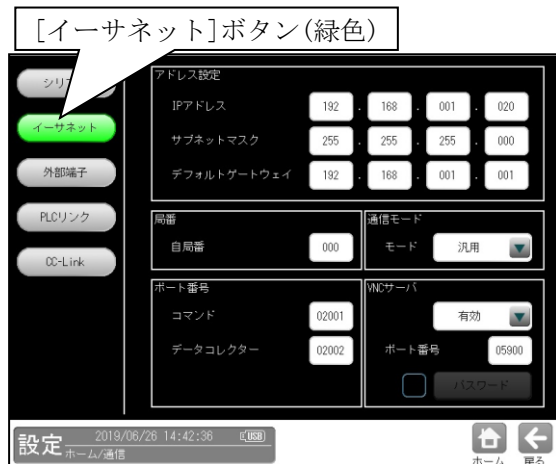 [イーサネット]ボタン(緑色)
アドレス設定
IPアドレス 192 . 168 . 001 . 020
イーサネット
サブネットマスク 255 . 255 . 255 . 000
外部端子
デフォルトゲートウェイ 192 . 168 . 001 . 001
PLCリンク
局番
自局番 000
通信モード
モード 汎用
CC-Link
ポート番号
コマンド 02001
データコレクター 02002
VNCサーバ
有効
ポート番号 05900
パスワード
設定 2019/06/26 14:42:36 USB
ホーム/通信
ホーム 戻る